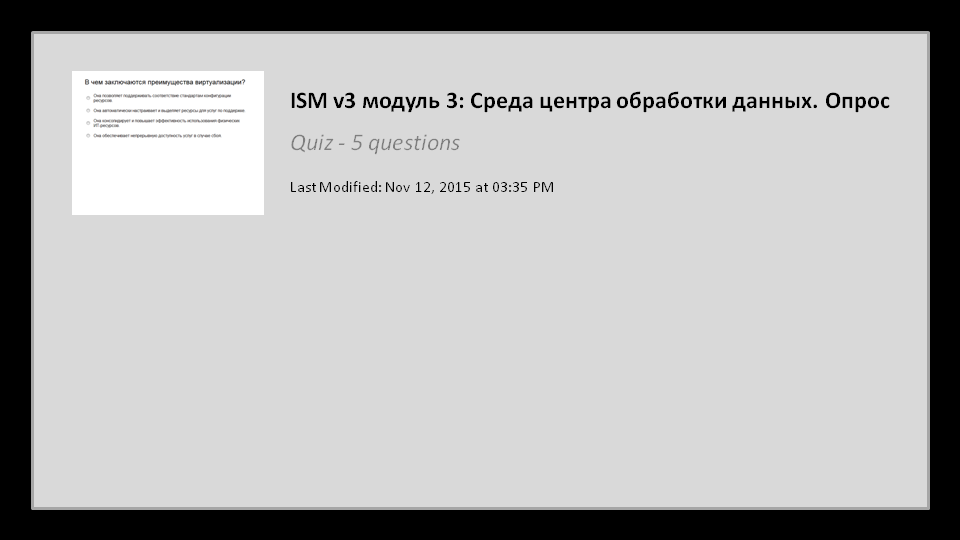 В чем заключаются преимущества виртуализации?
Она позволяет поддерживать соответствие стандартам конфигурации
ресурсов
Она автоматически настраивает и выделяет ресурсы для услуг по поддержке
Она консолидирует и повышает эффективность использования физических
ИТ-ресурсов
Она обеспечивает непрерывную доступность услуг в случае сбоя
ISM v3 модуль 3: Среда центра обработки данных. Опрос
Quiz - 5 questions
Last Modified: Nov 12, 2015 at 03:35 PM